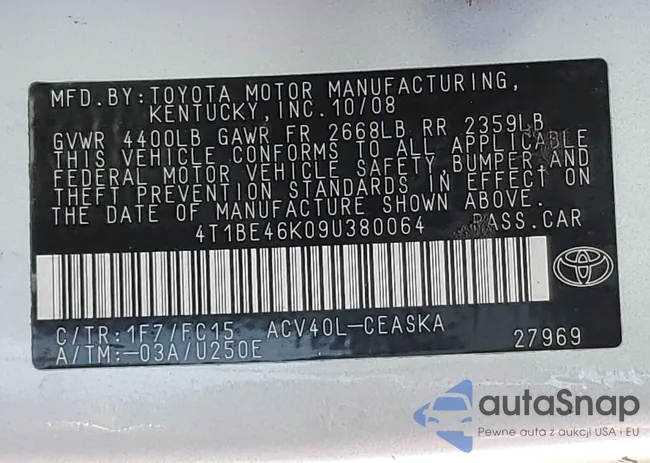 MFD.BY:TOYOTA MOTOR MANUFACTURING,
KENTUCKY,INC.10/08
GVWR 4400LB GAWR FR 2668LB RR 2359LB
THIS VEHICLE CONFORMS TO ALL APPLICABLE
FEDERAL MOTOR VEHICLE SAFETY,BUMPER AND
THEFT PREVENTION STANDARDS IN EFFECT ON
THE DATE OF MANUFACTURE SHOWN ABOVE.
4T1BE46K09U380064 PASS.CAR
C/TR:1F7/FC15 ACV40L-CEASKA
A/TM:-03A/U250E 27969
autoSnap
Pewne auto z aukcji USA i EU